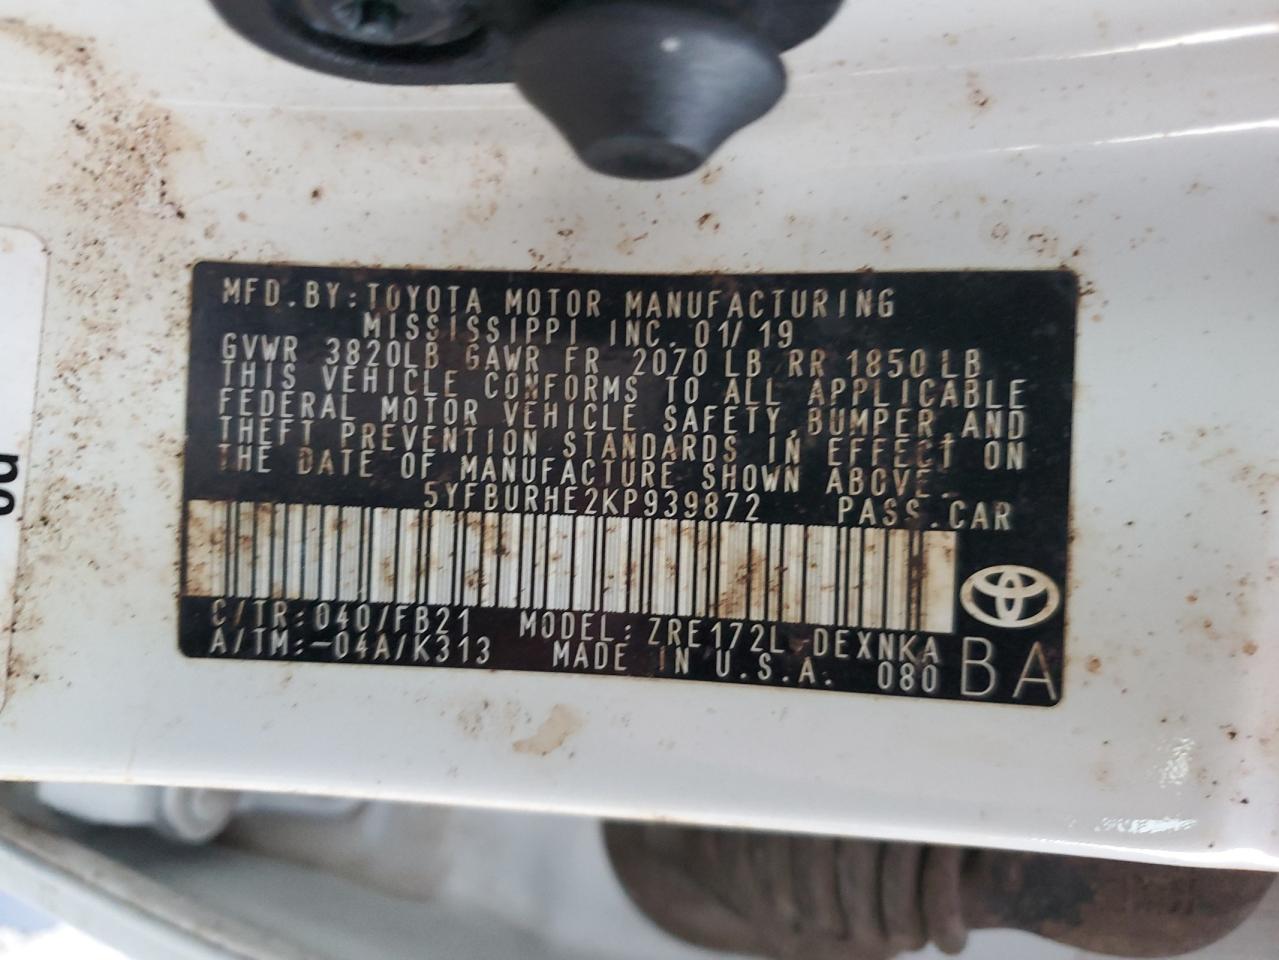 MFD.BY:TOYOTA MOTOR MANUFACTURING
MISSISSIPPI INC. 01/19
GVWR 3820LB GAWR FR 2070LB RR 1850LB
THIS VEHICLE CONFORMS TO ALL APPLICABLE
FEDERAL MOTOR VEHICLE SAFETY,BUMPER,AND
THEFT PREVENTION STANDARDS IN EFFECT ON
THE DATE OF MANUFACTURE SHOWN ABOVE.
5YFBURHE2KP939872 PASS.CAR
C/TR:040/FB21 MODEL:ZRE172L-DEXNKA
A/TM:-04A/K313 MADE IN U.S.A. 080 BA